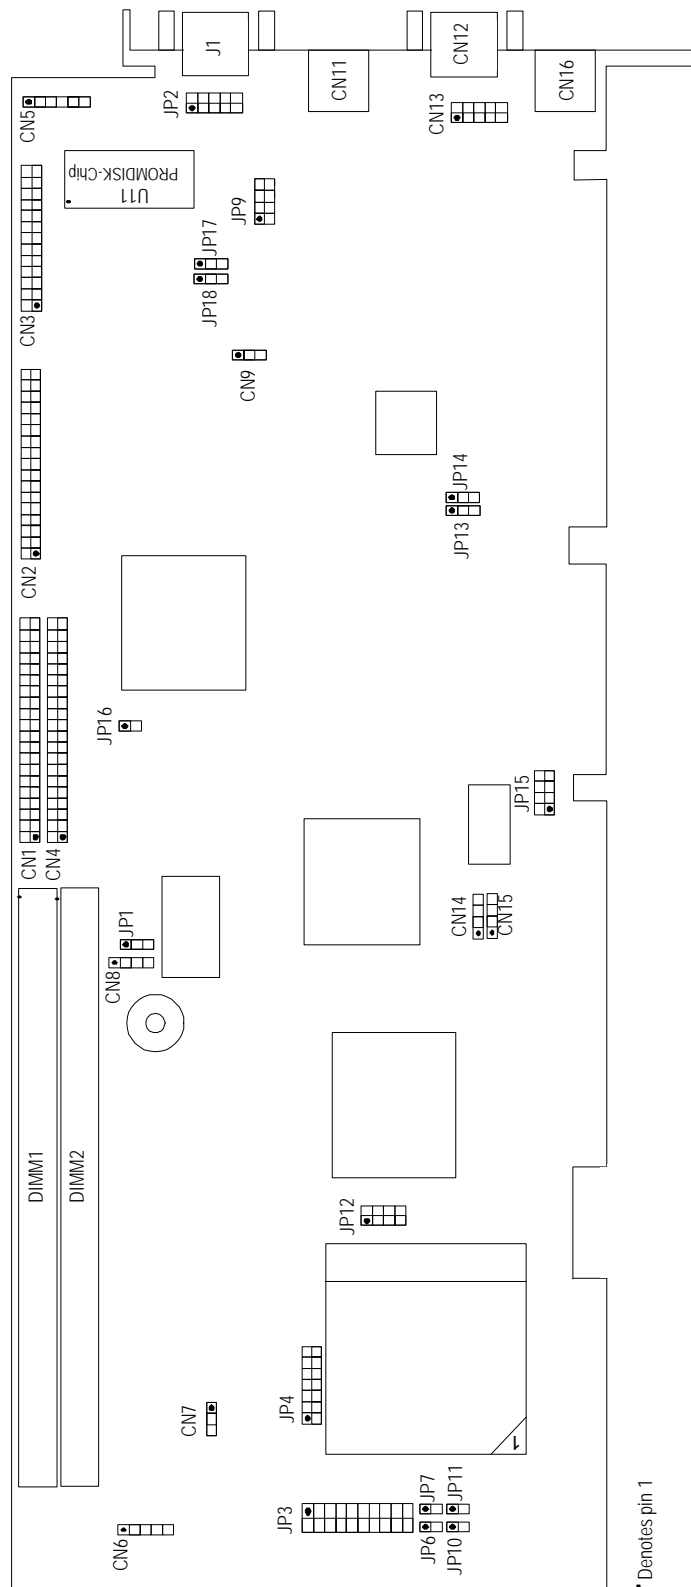 J1
CN11
CN12
CN16
CN5
JP2
CN13
U11
PROMDISK-Chip
JP9
CN3
JP17
JP18
CN9
CN2
JP14
JP13
JP16
CN1
CN4
JP15
JP1
CN8
CN14
CN15
DIMM1
DIMM2
JP12
CN7
JP4
1
CN6
JP3
JP7
JP11
JP6
JP10
• Denotes pin 1